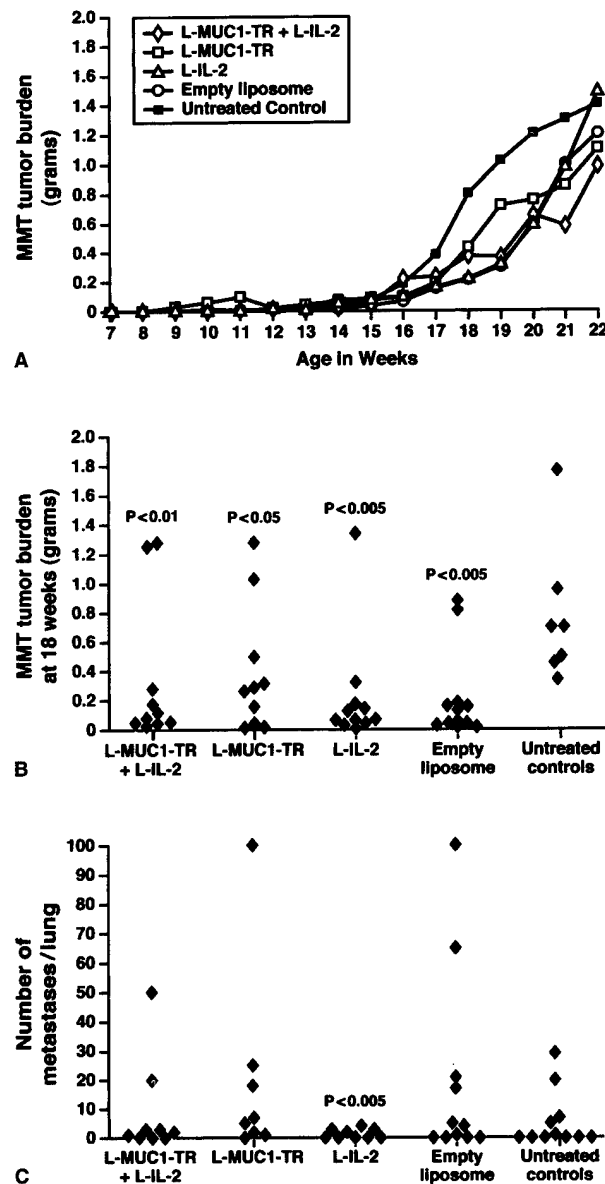 L-MUC1-TR + L-IL-2
L-MUC1-TR
L-IL-2
Empty liposome
Untreated Control
MMT tumor burden
(grams)
2.0
1.8
1.6
1.4
1.2
1.0
0.8
0.6
0.4
0.2
0
7 8 9 10 11 12 13 14 15 16 17 18 19 20 21 22
Age in Weeks
A
MMT tumor burden
at 18 weeks (grams)
2.0
1.8
1.6
1.4
1.2
1.0
0.8
0.6
0.4
0.2
0
P<0.01
P<0.05
P<0.005
P<0.005
L-MUC1-TR
+ L-IL-2
L-MUC1-TR
L-IL-2
Empty
liposome
Untreated
controls
B
Number of
metastases/lung
100
90
80
70
60
50
40
30
20
10
0
P<0.005
L-MUC1-TR
+ L-IL-2
L-MUC1-TR
L-IL-2
Empty
liposome
Untreated
controls
C